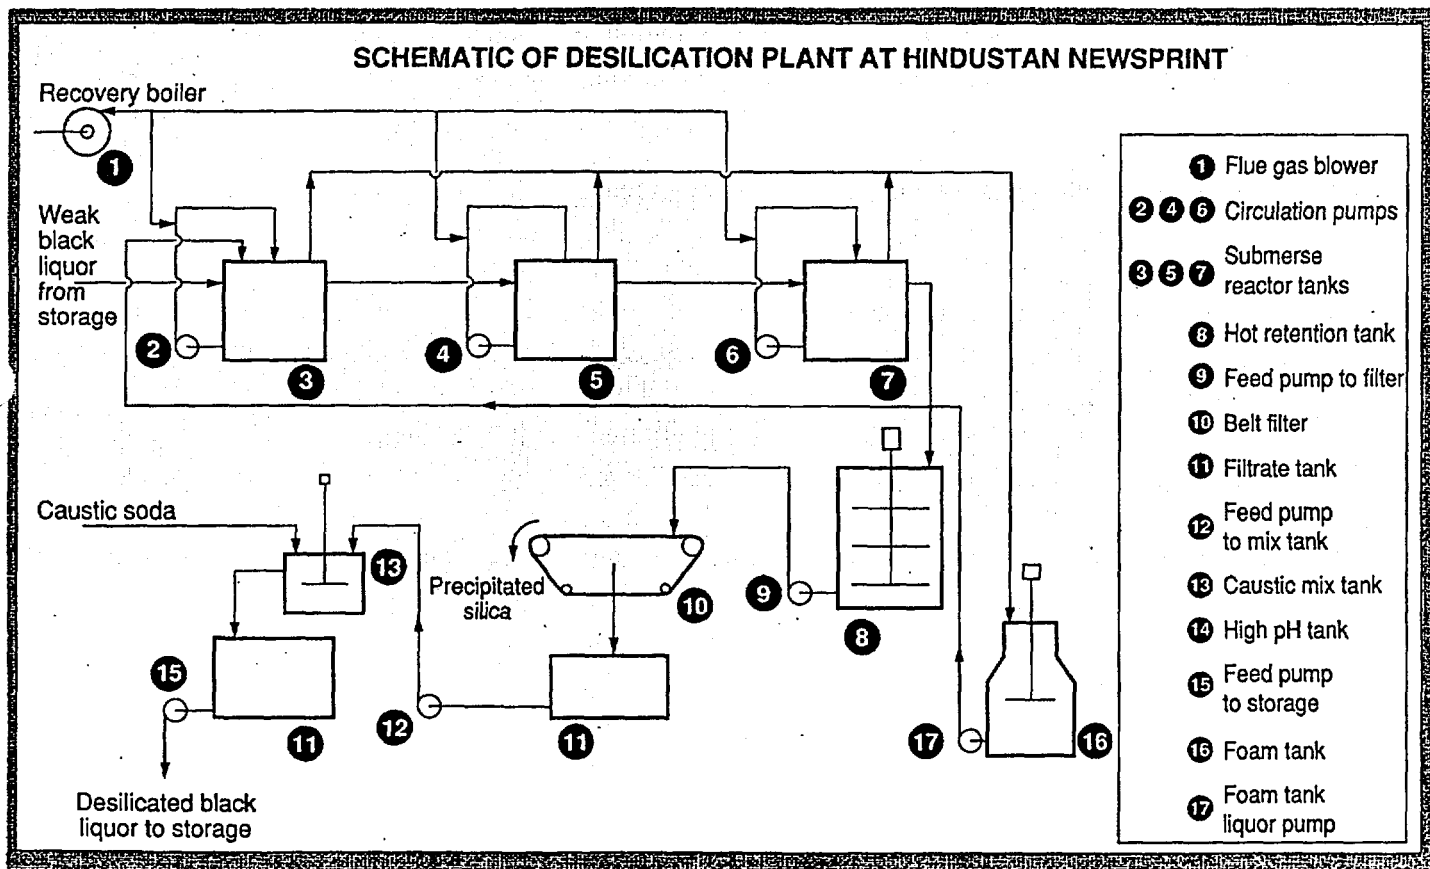 SCHEMATIC OF DESILICATION PLANT AT HINDUSTAN NEWSPRINT
Recovery boiler
1
Weak
black
liquor
from
storage
2
3
4
5
6
7
Caustic soda
13
Precipitated
silica
10
9
8
15
11
12
11
17
16
Desilicated black
liquor to storage
1 Flue gas blower
2 4 6 Circulation pumps
3 5 7 Submerse
reactor tanks
8 Hot retention tank
9 Feed pump to filter
10 Belt filter
11 Filtrate tank
12 Feed pump
to mix tank
13 Caustic mix tank
14 High pH tank
15 Feed pump
to storage
16 Foam tank
17 Foam tank
liquor pump